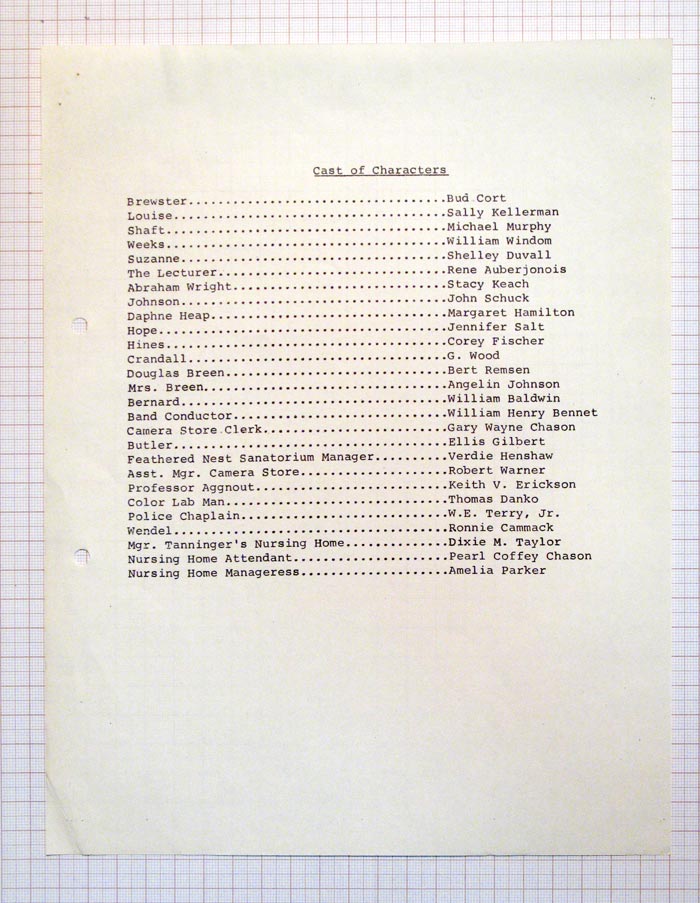 Cast of Characters
Brewster...................................Bud Cort
Louise.....................................Sally Kellerman
Shaft......................................Michael Murphy
Weeks......................................William Windom
Suzanne....................................Shelley Duvall
The Lecturer...............................Rene Auberjonois
Abraham Wright.............................Stacy Keach
Johnson....................................John Schuck
Daphne Heap................................Margaret Hamilton
Hope.......................................Jennifer Salt
Hines......................................Corey Fischer
Crandall...................................G. Wood
Douglas Breen..............................Bert Remsen
Mrs. Breen.................................Angelin Johnson
Bernard....................................William Baldwin
Band Conductor.............................William Henry Bennet
Camera Store Clerk.........................Gary Wayne Chason
Butler.....................................Ellis Gilbert
Feathered Nest Sanatorium Manager..........Verdie Henshaw
Asst. Mgr. Camera Store....................Robert Warner
Professor Aggnout..........................Keith V. Erickson
Color Lab Man..............................Thomas Danko
Police Chaplain............................W.E. Terry, Jr.
Wendel.....................................Ronnie Cammack
Mgr. Tanninger's Nursing Home..............Dixie M. Taylor
Nursing Home Attendant.....................Pearl Coffey Chason
Nursing Home Manageress....................Amelia Parker